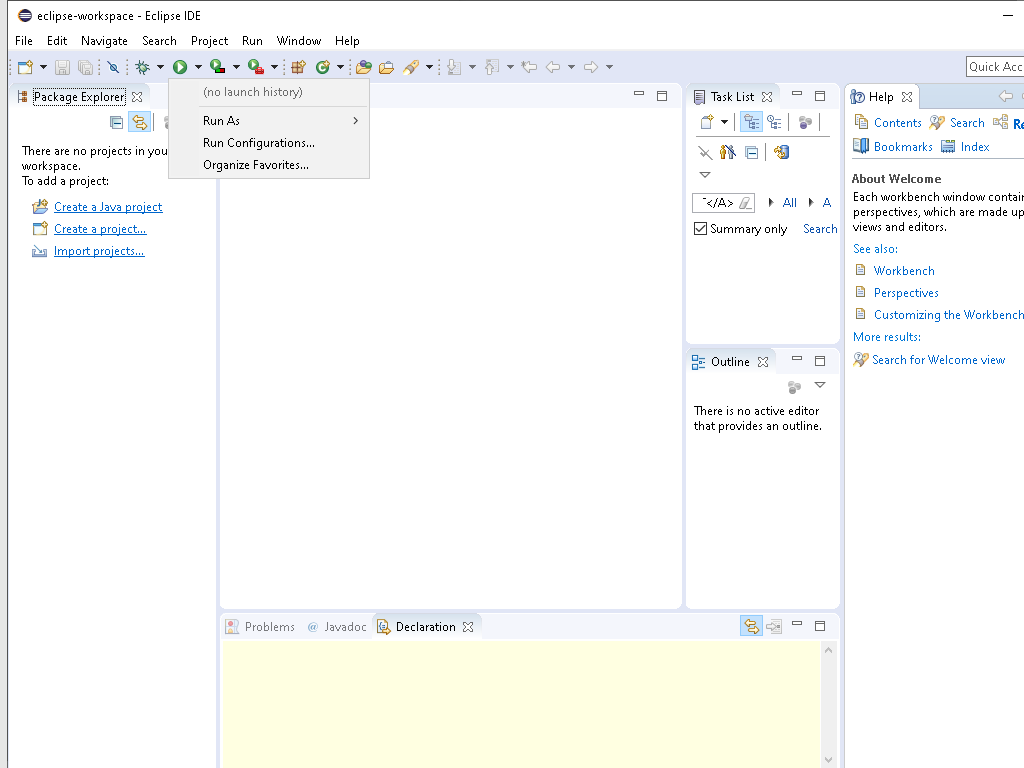 eclipse-workspace - Eclipse IDE
File Edit Navigate Search Project Run Window Help
Quick Acc
Package Explorer
(no launch history)
Run As
Run Configurations...
Organize Favorites...
There are no projects in you
workspace.
To add a project:
Create a Java project
Create a project...
Import projects...
Task List
</A> All A
Summary only Search
Outline
There is no active editor
that provides an outline.
Help
Contents Search Re
Bookmarks Index
About Welcome
Each workbench window contain
perspectives, which are made up
views and editors.
See also:
Workbench
Perspectives
Customizing the Workbench
More results:
Search for Welcome view
Problems @ Javadoc Declaration